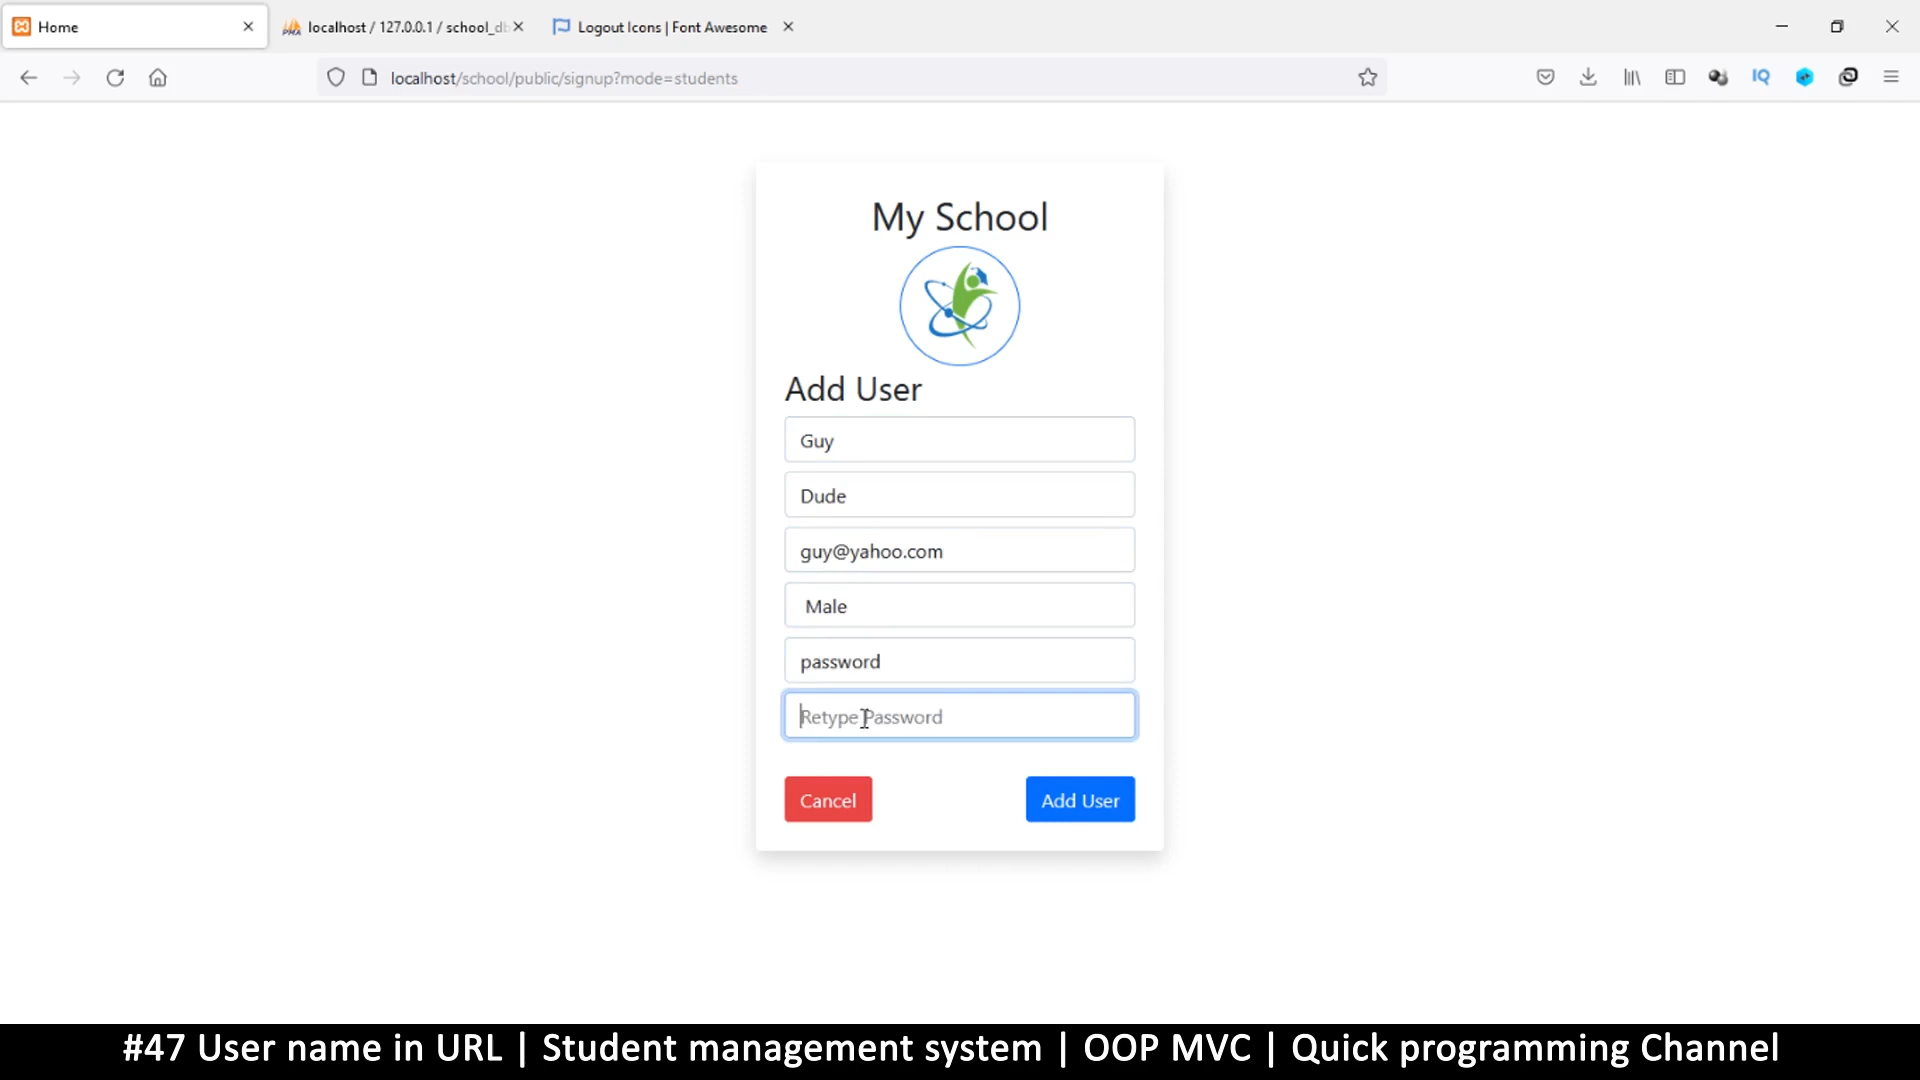 Home
localhost / 127.0.0.1 / school_db
Logout Icons | Font Awesome
localhost/school/public/signup?mode=students
IQ
My School
Add User
Guy
Dude
guy@yahoo.com
Male
password
Retype Password
Cancel
Add User
#47 User name in URL | Student management system | OOP MVC | Quick programming Channel